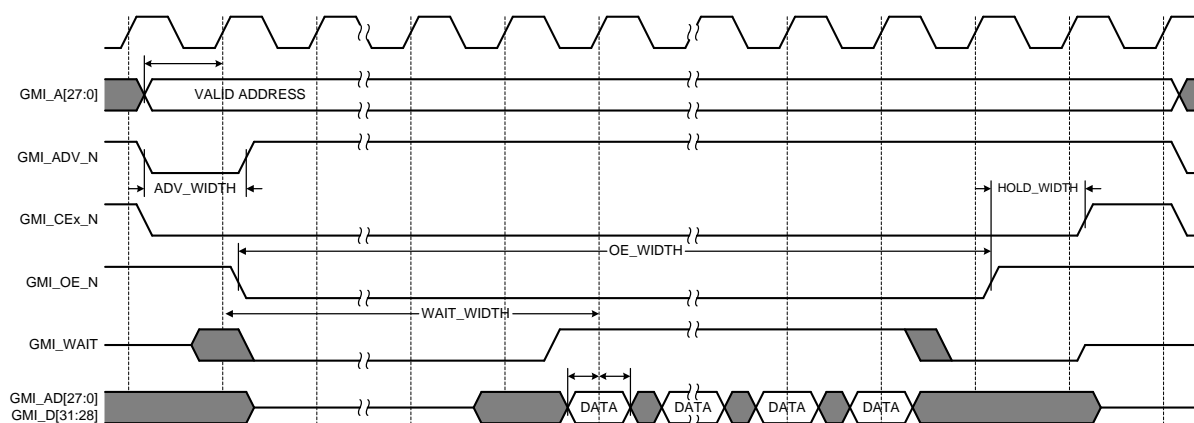 GMI_A[27:0]
VALID ADDRESS
GMI_ADV_N
ADV_WIDTH
HOLD_WIDTH
GMI_CEx_N
OE_WIDTH
GMI_OE_N
WAIT_WIDTH
GMI_WAIT
GMI_AD[27:0]
GMI_D[31:28]
DATA DATA DATA DATA